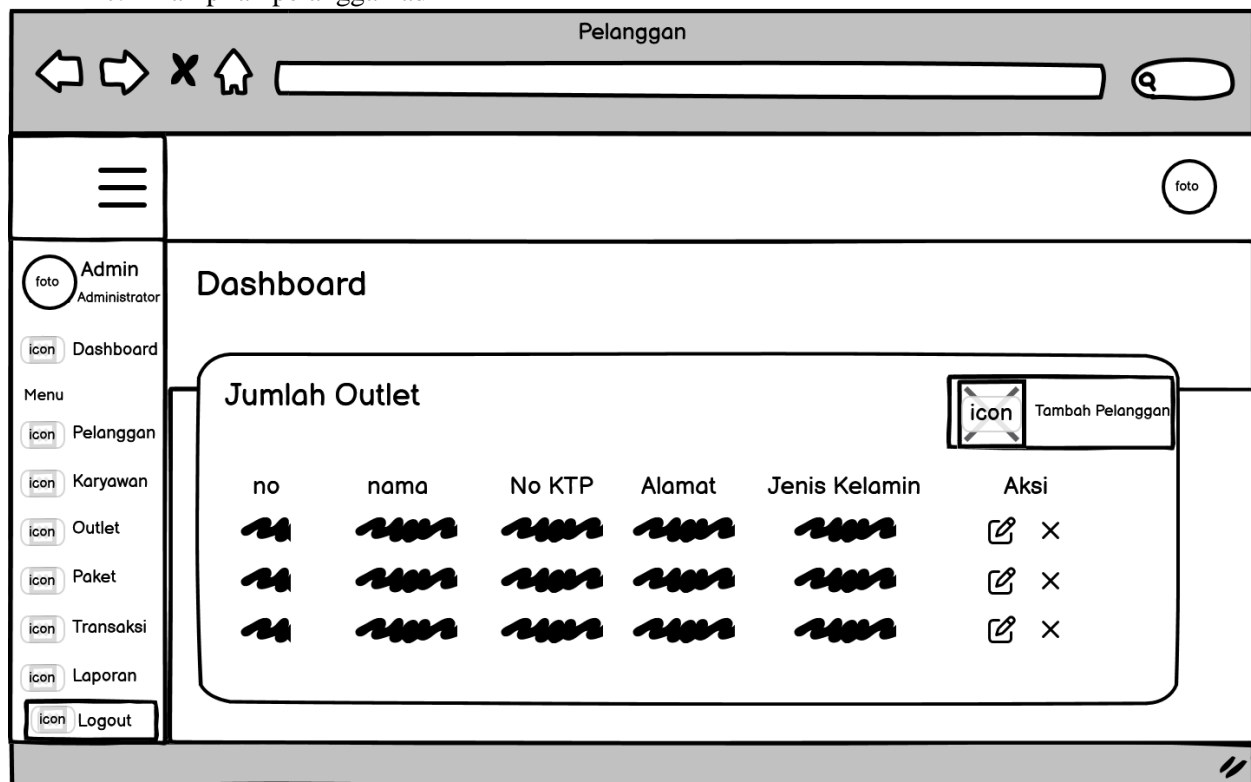 Pelanggan
foto
foto
Admin
Administrator
Dashboard
icon Dashboard
Menu
icon Pelanggan
icon Karyawan
icon Outlet
icon Paket
icon Transaksi
icon Laporan
icon Logout
Jumlah Outlet
icon Tambah Pelanggan
no nama No KTP Alamat Jenis Kelamin Aksi